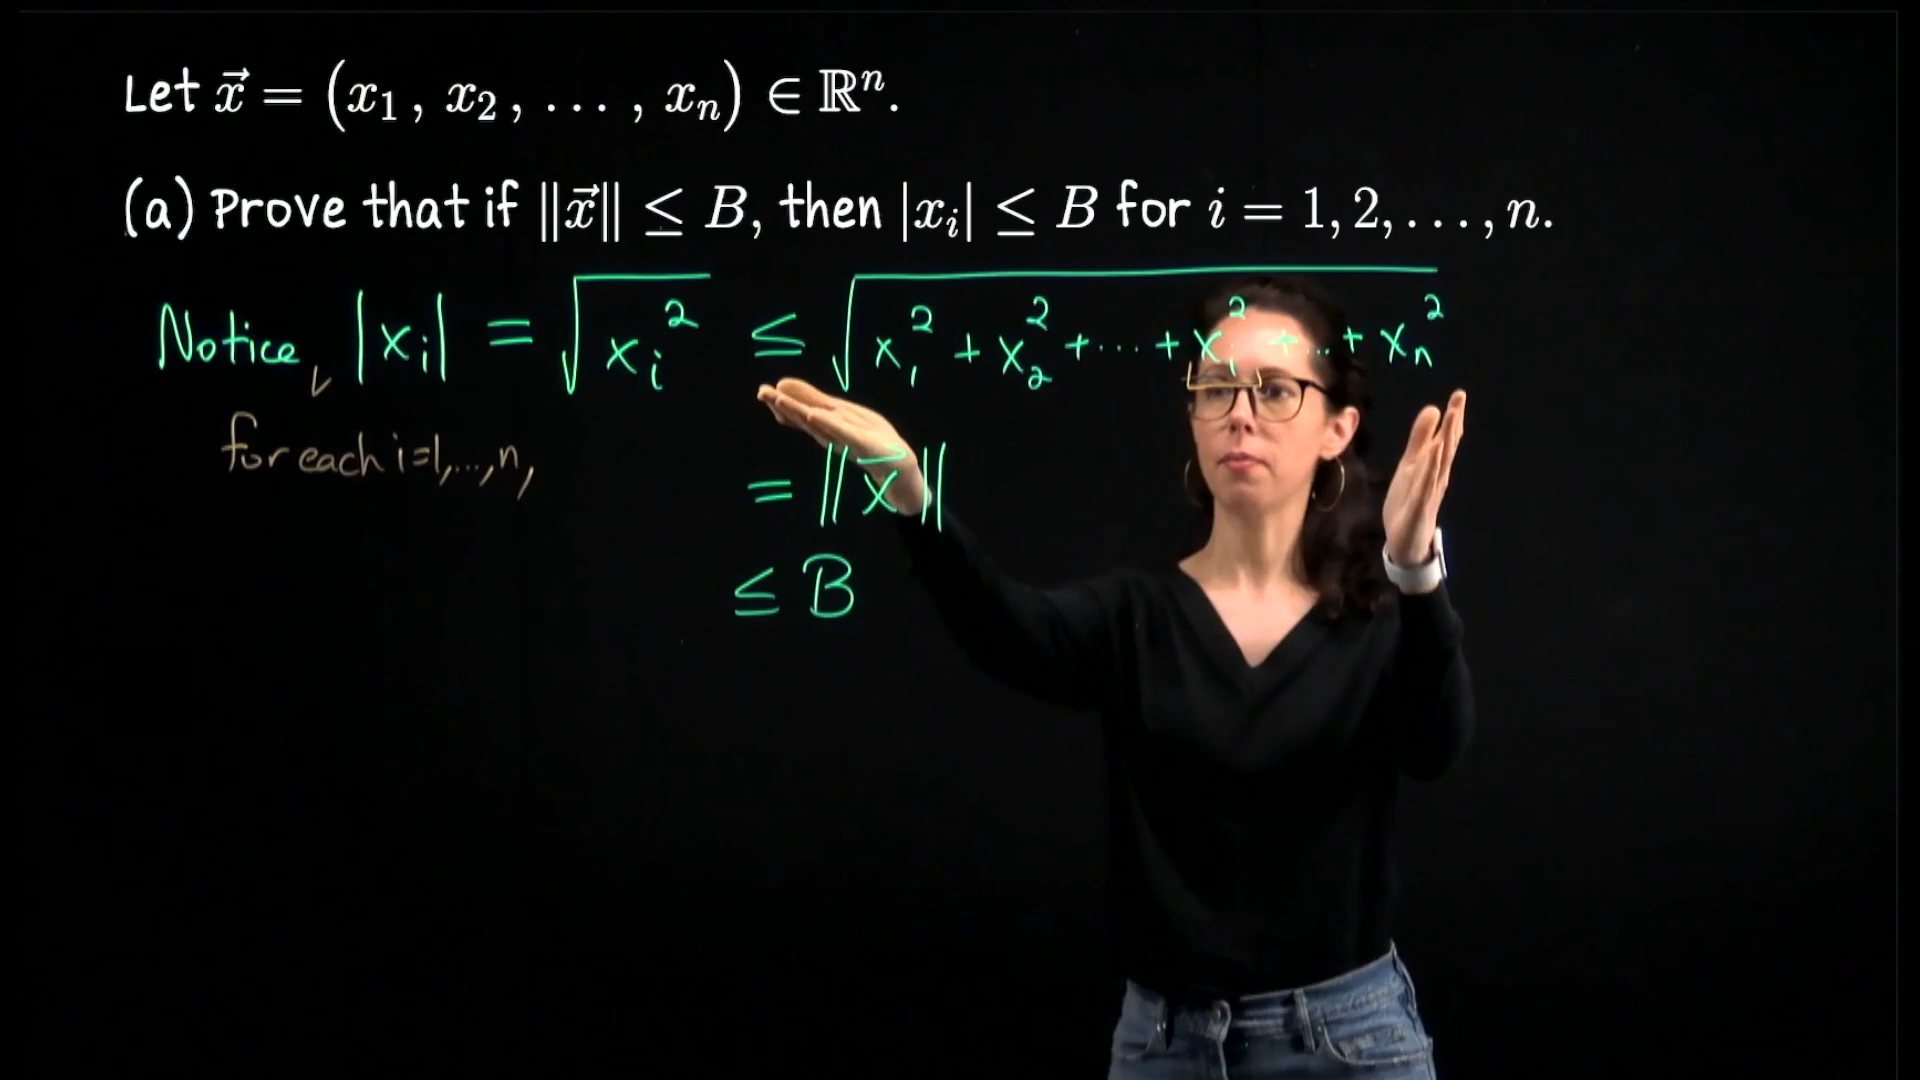 Let x⃗ = (x₁, x₂, ..., xₙ) ∈ ℝⁿ.
(a) Prove that if ‖x⃗‖ ≤ B, then |xᵢ| ≤ B for i = 1, 2, ..., n.
Notice, |xᵢ| = √(xᵢ²) ≤ √(x₁² + x₂² + ... + xᵢ² + ... + xₙ²)
for each i=1,...,n,
= ‖x⃗‖
≤ B